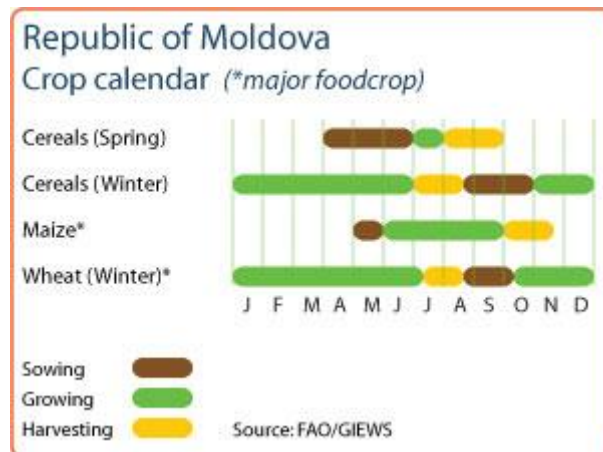 Republic of Moldova
Crop calendar (*major foodcrop)
Cereals (Spring)
Cereals (Winter)
Maize*
Wheat (Winter)*
J F M A M J J A S O N D
Sowing
Growing
Harvesting
Source: FAO/GIEWS